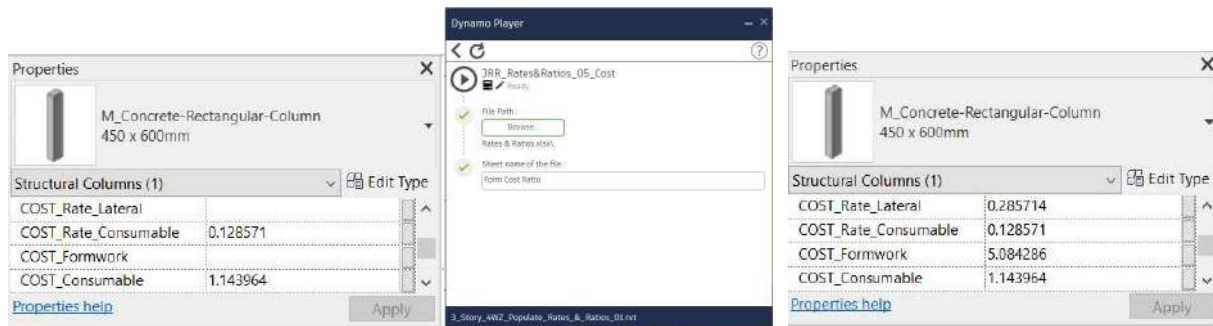 Properties
M_Concrete-Rectangular-Column
450 x 600mm
Structural Columns (1)
Edit Type
COST_Rate_Lateral
COST_Rate_Consumable 0.128571
COST_Formwork
COST_Consumable 1.143964
Properties help
Apply
Dynamo Player
JRR_Rates&Ratios_05_Cost
Ready
File Path :
Browse...
Rates & Ratios.xlsx\
Sheet name of the file :
Form Cost Ratio
3_Story_4WZ_Populate_Rates_&_Ratios_01.rvt
Properties
M_Concrete-Rectangular-Column
450 x 600mm
Structural Columns (1)
Edit Type
COST_Rate_Lateral 0.285714
COST_Rate_Consumable 0.128571
COST_Formwork 5.084286
COST_Consumable 1.143964
Properties help
Apply